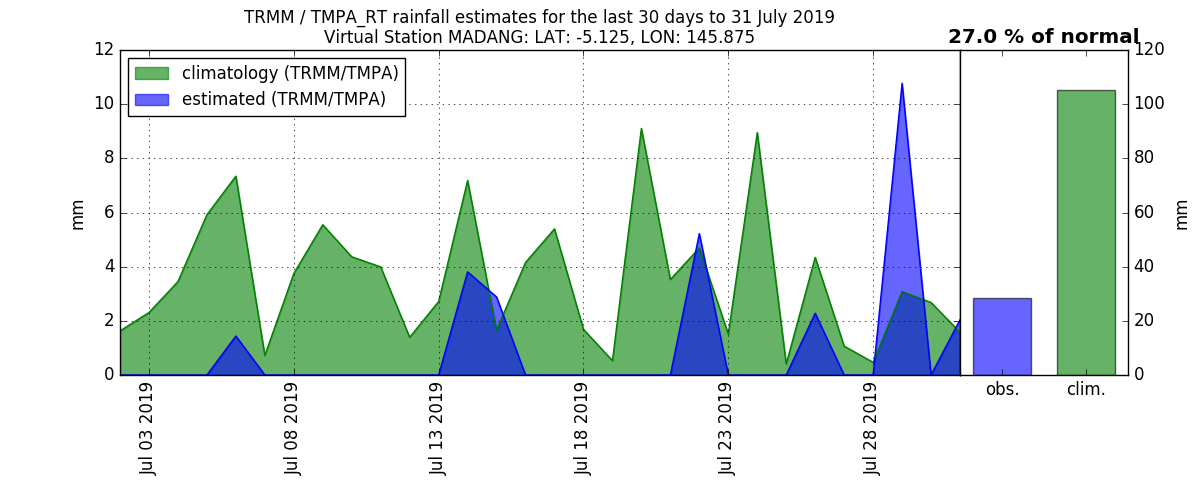 TRMM / TMPA_RT rainfall estimates for the last 30 days to 31 July 2019
Virtual Station MADANG: LAT: -5.125, LON: 145.875
27.0 % of normal
climatology (TRMM/TMPA)
estimated (TRMM/TMPA)
12
10
8
6
4
2
0
mm
Jul 03 2019
Jul 08 2019
Jul 13 2019
Jul 18 2019
Jul 23 2019
Jul 28 2019
120
100
80
60
40
20
0
mm
obs.
clim.